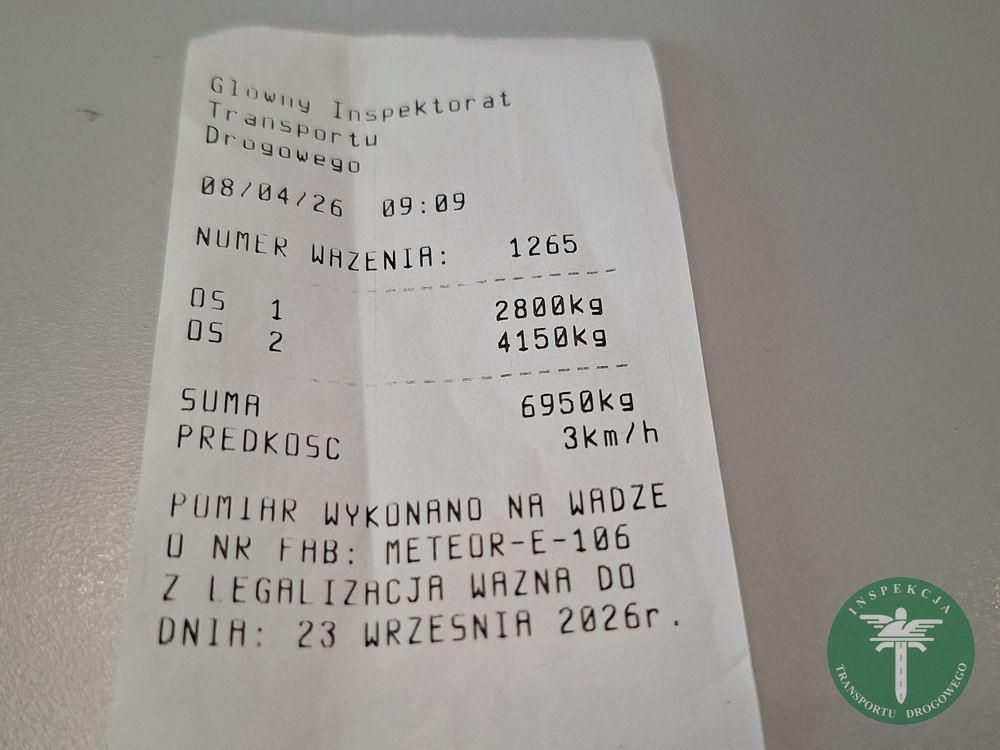 Główny Inspektorat
Transportu
Drogowego
08/04/26 09:09
NUMER WAZENIA: 1265
OS 1 2800kg
OS 2 4150kg
SUMA 6950kg
PREDKOSC 3km/h
POMIAR WYKONANO NA WADZE
O NR FAB: METEOR-E-106
Z LEGALIZACJA WAZNA DO
DNIA: 23 WRZESNIA 2026r.
INSPEKCJA
TRANSPORTU DROGOWEGO